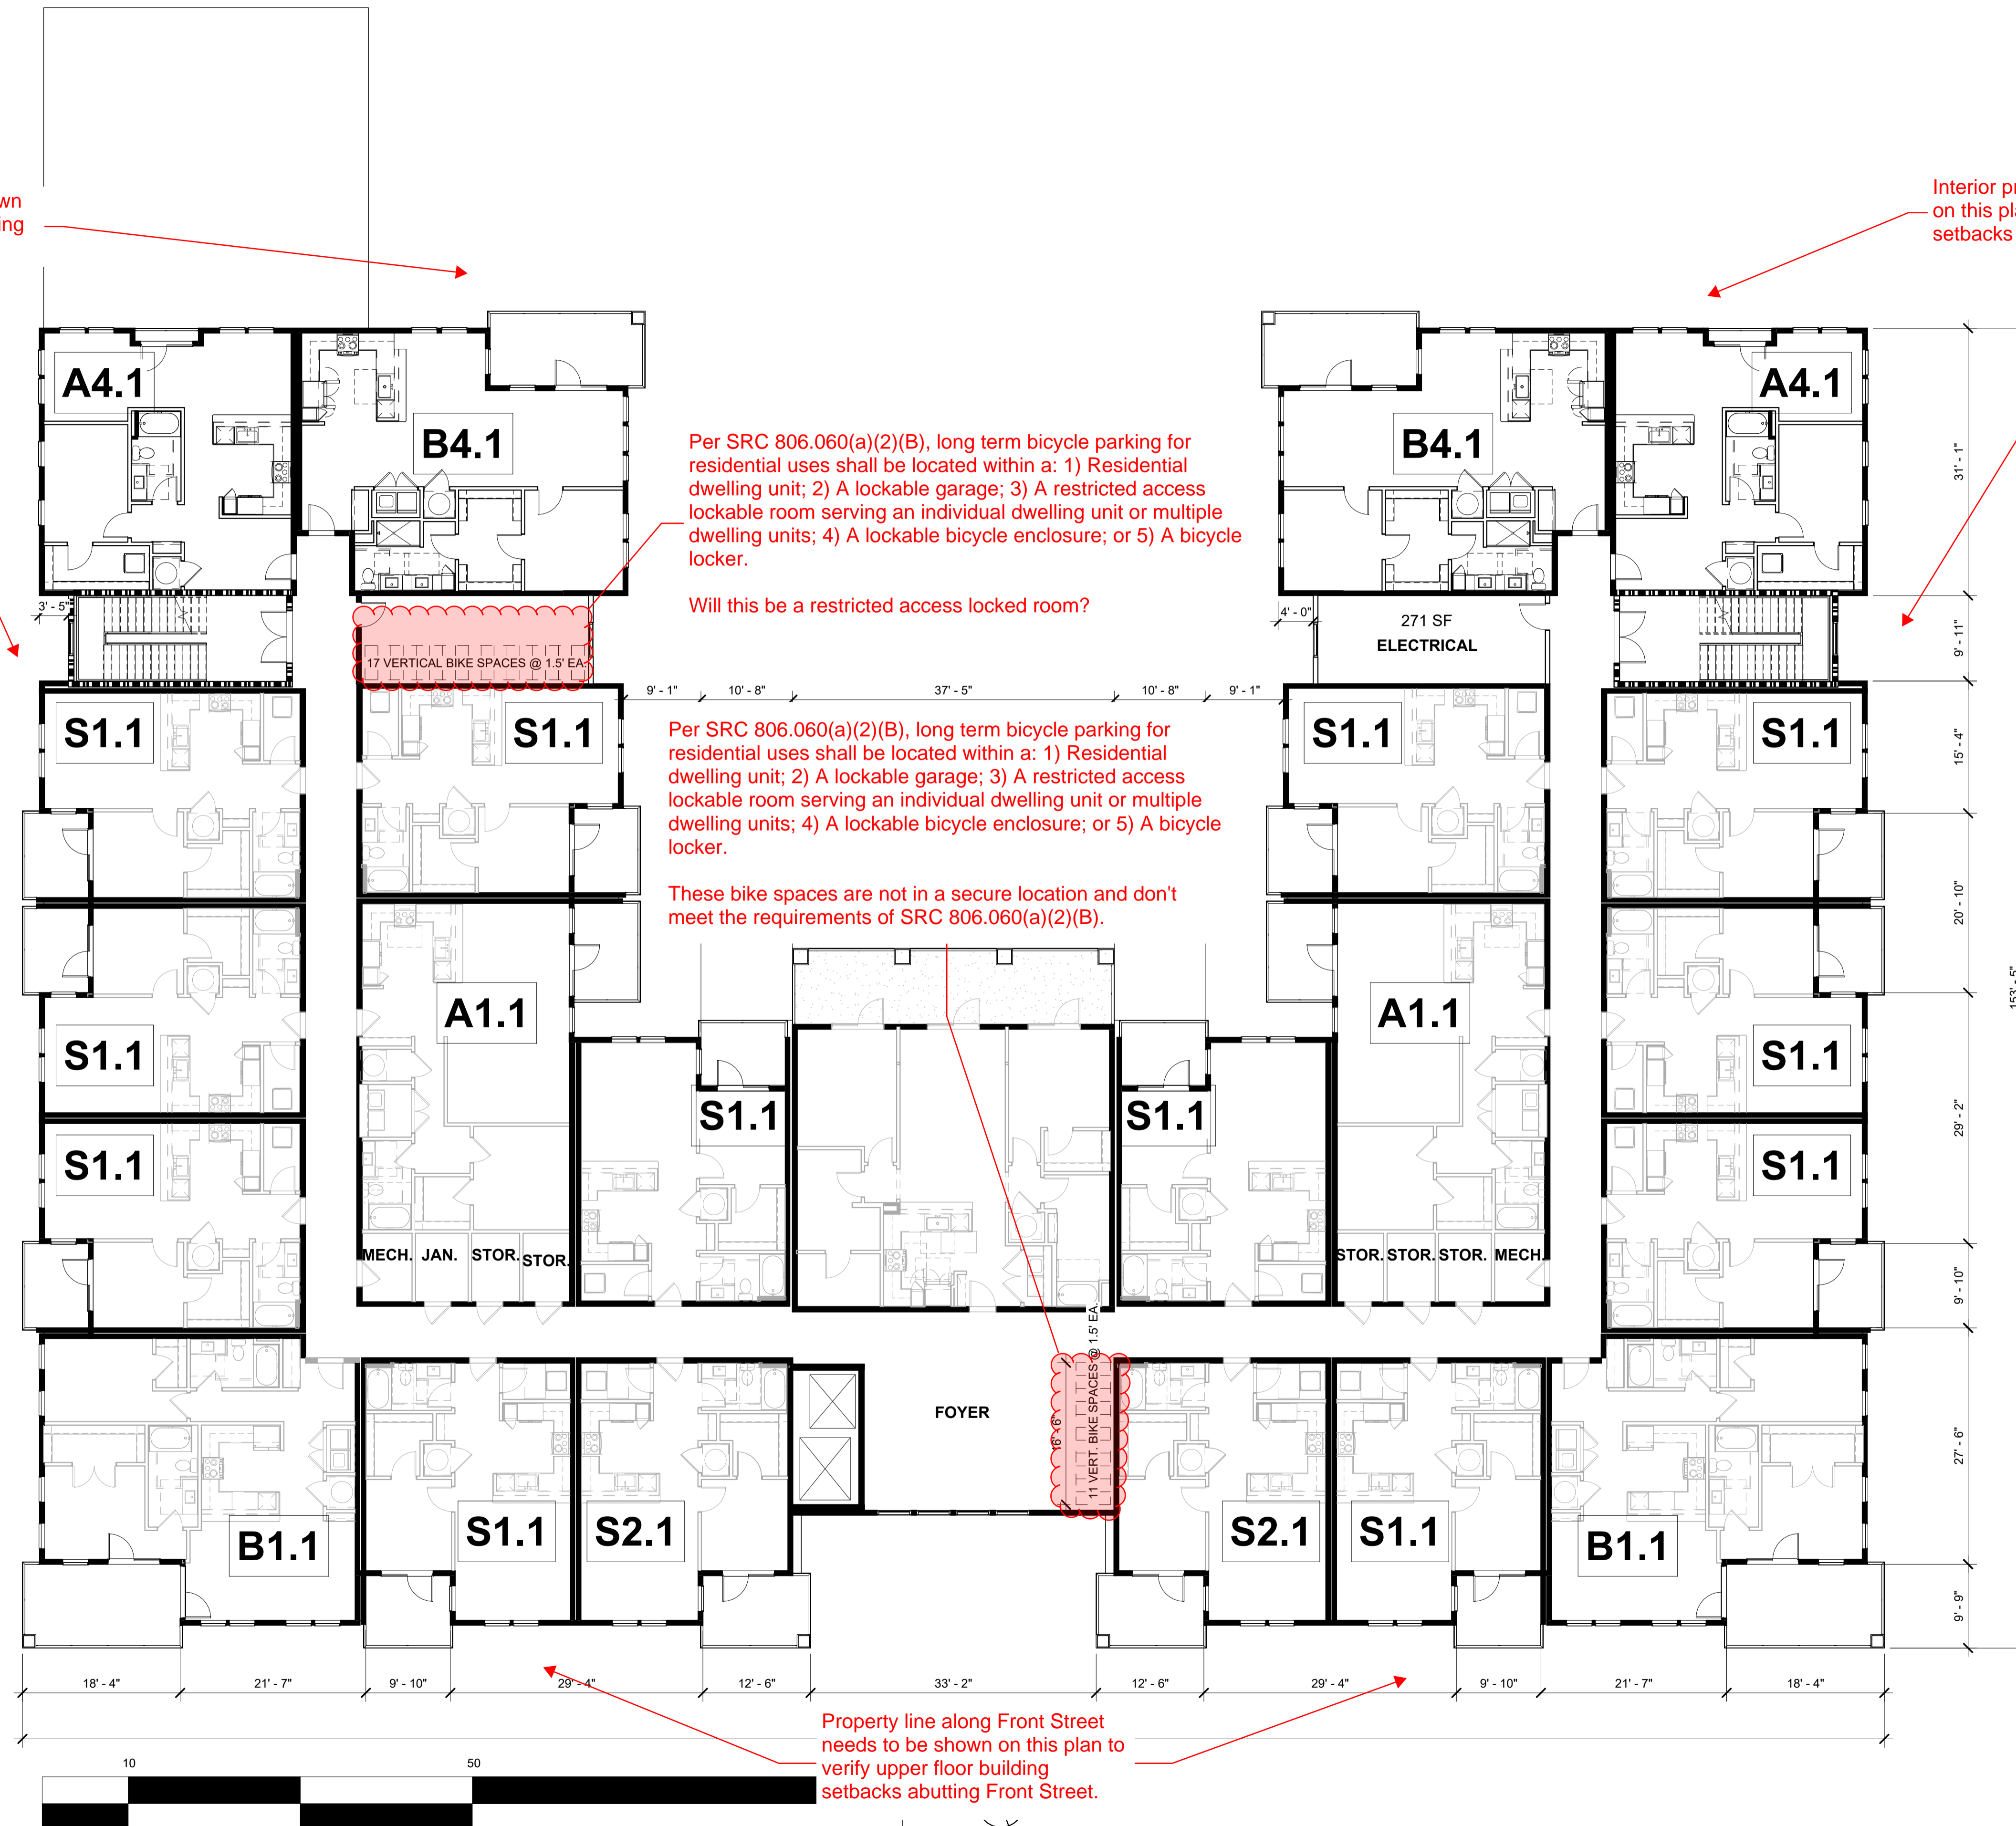 own
ing
Interior pr
on this pla
setbacks
A4.1
B4.1
B4.1
A4.1
Per SRC 806.060(a)(2)(B), long term bicycle parking for
residential uses shall be located within a: 1) Residential
dwelling unit; 2) A lockable garage; 3) A restricted access
lockable room serving an individual dwelling unit or multiple
dwelling units; 4) A lockable bicycle enclosure; or 5) A bicycle
locker.
Will this be a restricted access locked room?
31' - 1"
3' - 5"
4' - 0"
271 SF
ELECTRICAL
9' - 11"
17 VERTICAL BIKE SPACES @ 1.5' EA.
9' - 1"
10' - 8"
37' - 5"
10' - 8"
9' - 1"
S1.1
S1.1
S1.1
S1.1
15' - 4"
Per SRC 806.060(a)(2)(B), long term bicycle parking for
residential uses shall be located within a: 1) Residential
dwelling unit; 2) A lockable garage; 3) A restricted access
lockable room serving an individual dwelling unit or multiple
dwelling units; 4) A lockable bicycle enclosure; or 5) A bicycle
locker.
These bike spaces are not in a secure location and don't
meet the requirements of SRC 806.060(a)(2)(B).
20' - 10"
153' - 5"
A1.1
A1.1
S1.1
S1.1
S1.1
S1.1
29' - 2"
S1.1
S1.1
MECH.
JAN.
STOR.
STOR.
STOR.
STOR.
STOR.
MECH.
9' - 10"
FOYER
16' - 6"
11 VERT. BIKE SPACES @ 1.5' EA.
27' - 6"
B1.1
S1.1
S2.1
S2.1
S1.1
B1.1
9' - 9"
18' - 4"
21' - 7"
9' - 10"
29' - 4"
12' - 6"
33' - 2"
12' - 6"
29' - 4"
9' - 10"
21' - 7"
18' - 4"
Property line along Front Street
needs to be shown on this plan to
verify upper floor building
setbacks abutting Front Street.
10
50